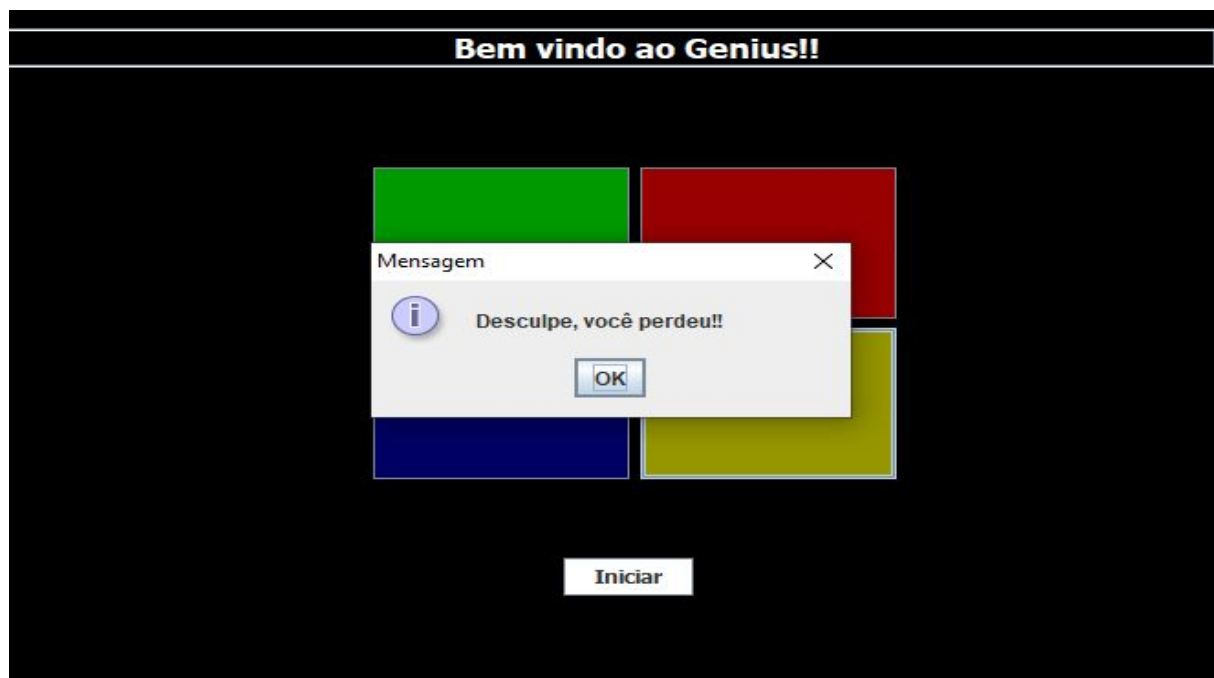 Bem vindo ao Genius!!
Mensagem
i
Desculpe, você perdeu!!
OK
Iniciar